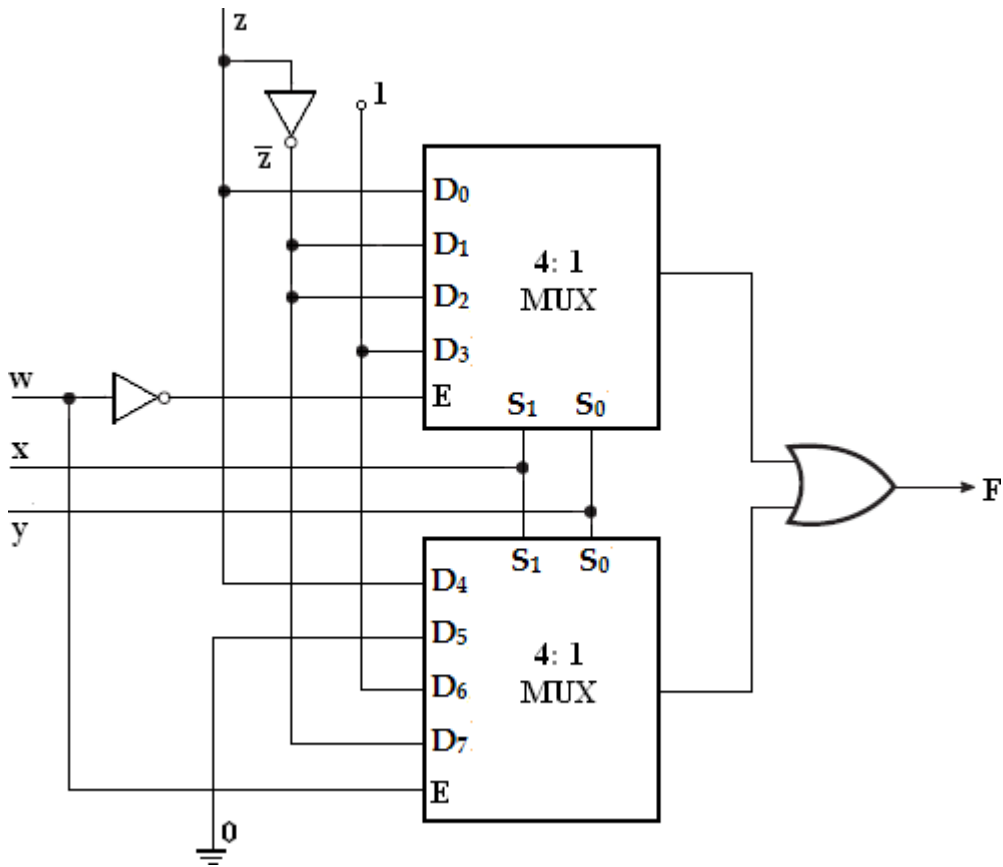 z
1
z̅
D₀
D₁
D₂
D₃
E
4: 1
MUX
S₁ S₀
w
x
y
F
S₁ S₀
D₄
D₅
D₆
D₇
E
4: 1
MUX
0